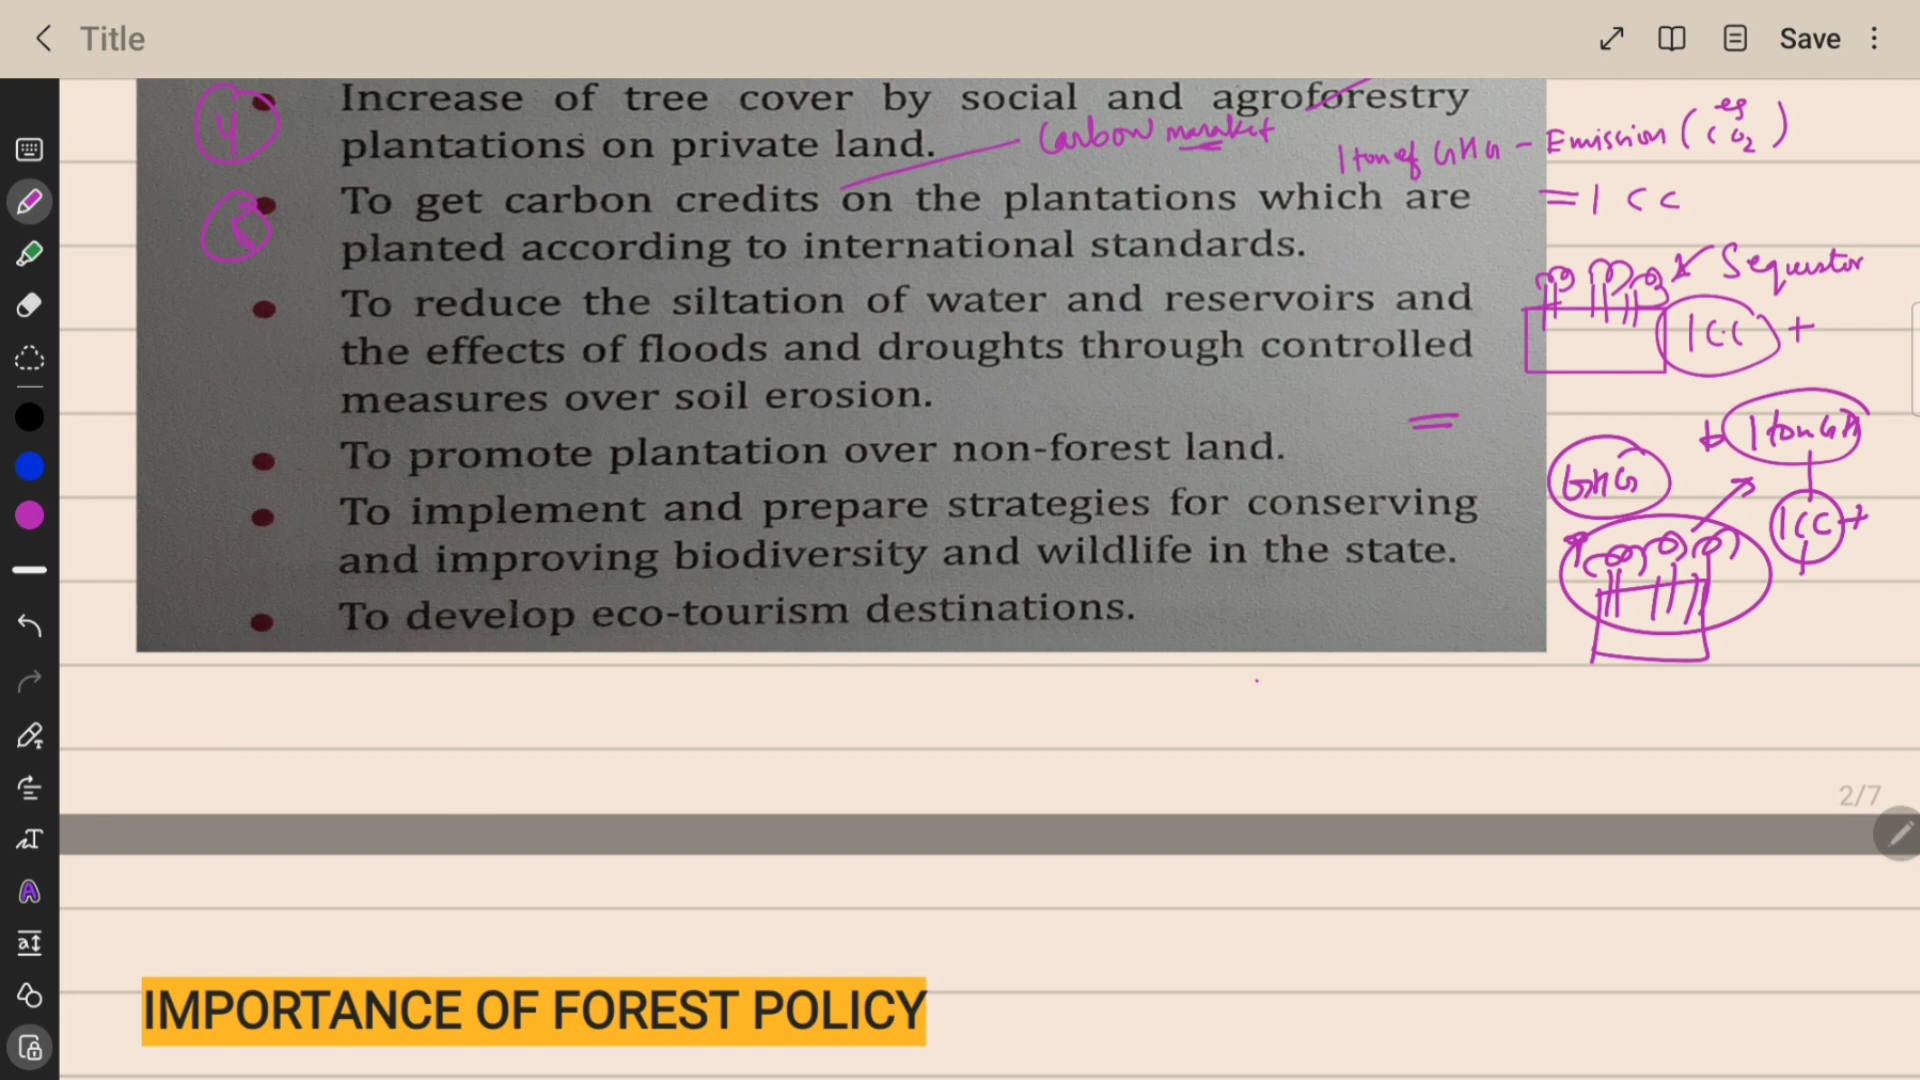 Title
Save
Increase of tree cover by social and agroforestry
plantations on private land.
Carbon market
1 ton of GHG - Emission (eg CO2)
= 1 CC
4
To get carbon credits on the plantations which are
planted according to international standards.
Sequestor
1 CC +
To reduce the siltation of water and reservoirs and
the effects of floods and droughts through controlled
measures over soil erosion.
1 ton GH
GHG
1 CC +
To promote plantation over non-forest land.
To implement and prepare strategies for conserving
and improving biodiversity and wildlife in the state.
To develop eco-tourism destinations.
2/7
IMPORTANCE OF FOREST POLICY